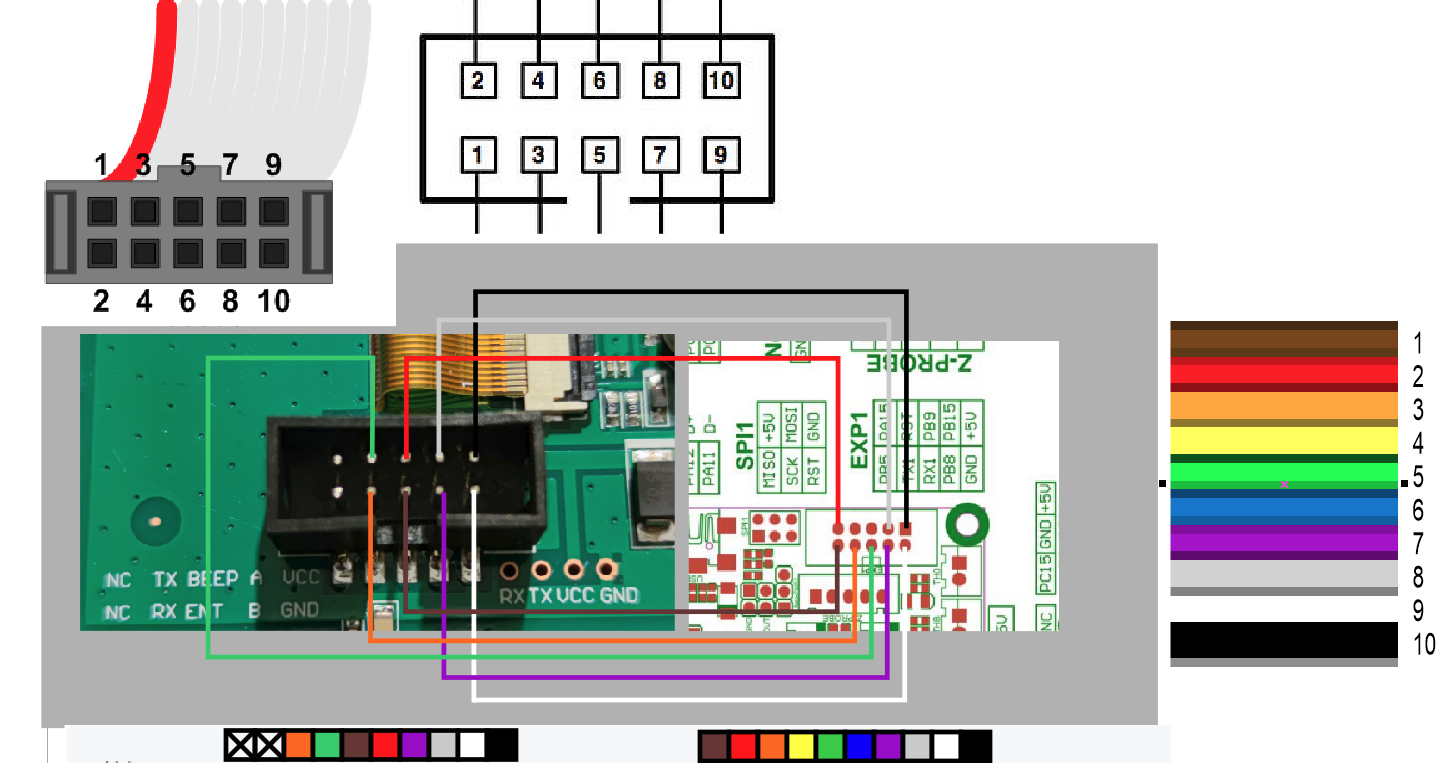 1 3 5 7 9
2 4 6 8 10
2 4 6 8 10
1 3 5 7 9
NC TX BEEP A VCC
NC RX ENT B GND
RX TX VCC GND
Z-PROBE
D-
PA11
SPI1
MISO +5V
SCK MOSI
RST GND
EXP1
PB5 PA15
TX1 RST
RX1 PB9
PB8 PB15
GND +5V
SPI1
PC15 GND +5V
NC
5V
1
2
3
4
5
6
7
8
9
10